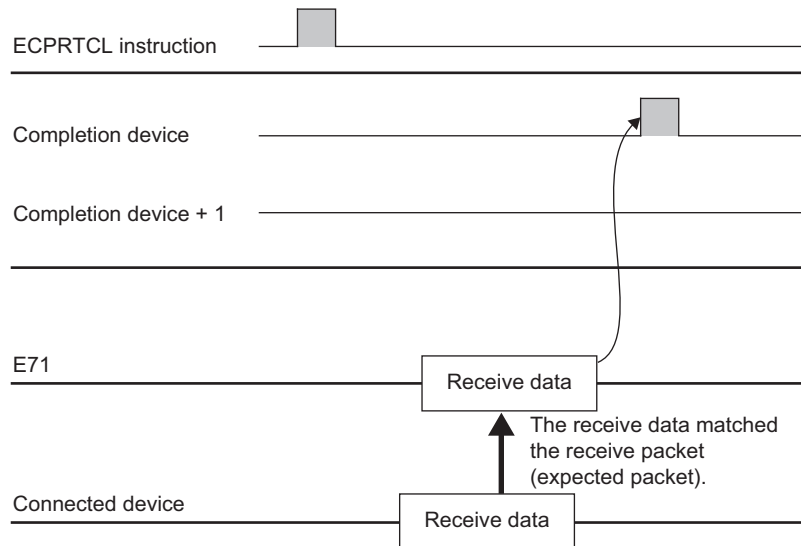 ECPRTCL instruction
Completion device
Completion device + 1
E71
Receive data
The receive data matched
the receive packet
(expected packet).
Connected device
Receive data